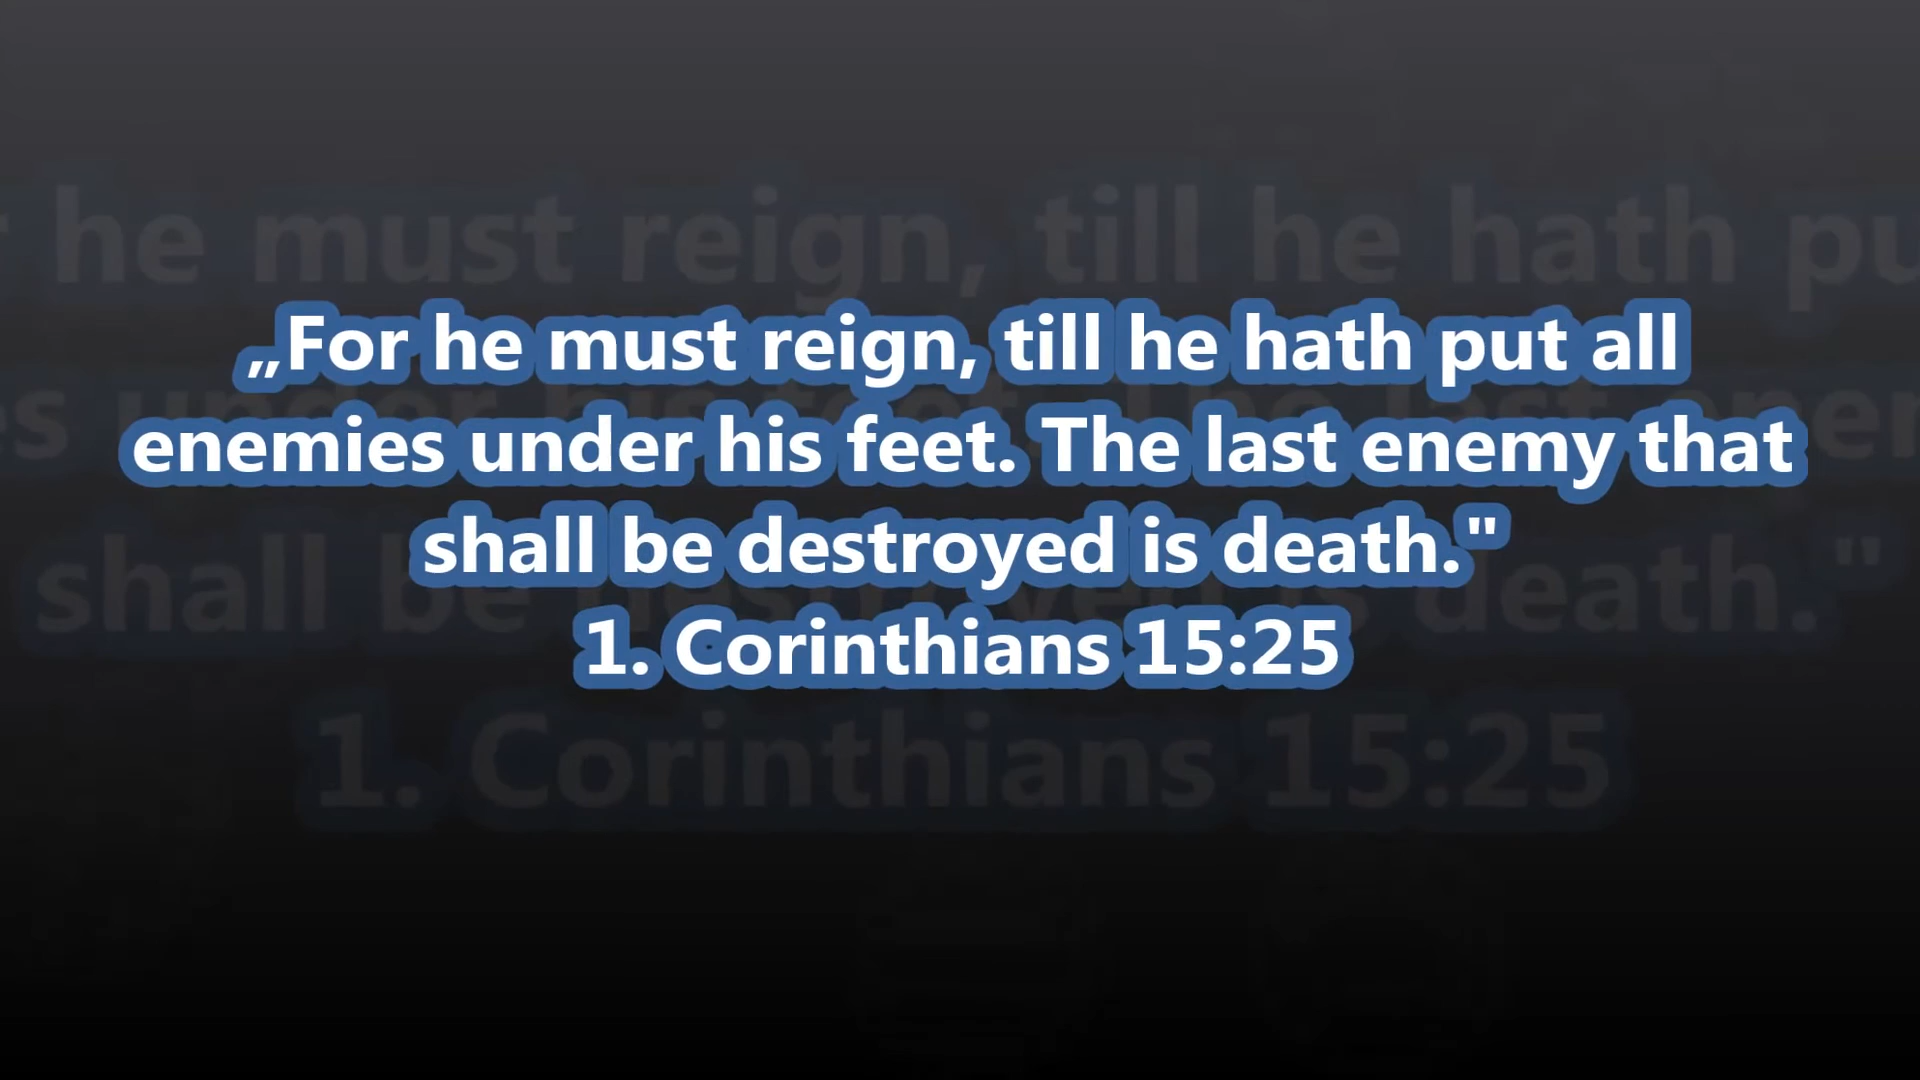 „For he must reign, till he hath put all
enemies under his feet. The last enemy that
shall be destroyed is death."
1. Corinthians 15:25